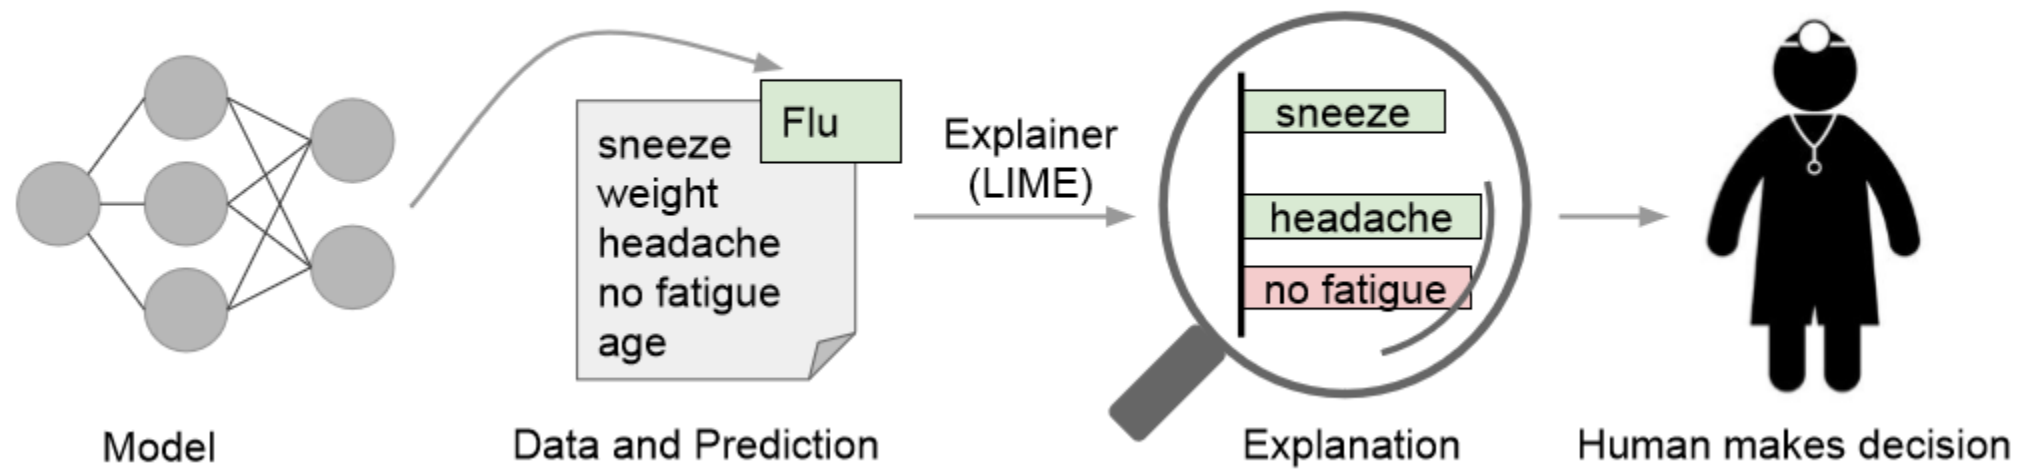 Flu
sneeze
weight
headache
no fatigue
age
Explainer
(LIME)
sneeze
headache
no fatigue
Model
Data and Prediction
Explanation
Human makes decision